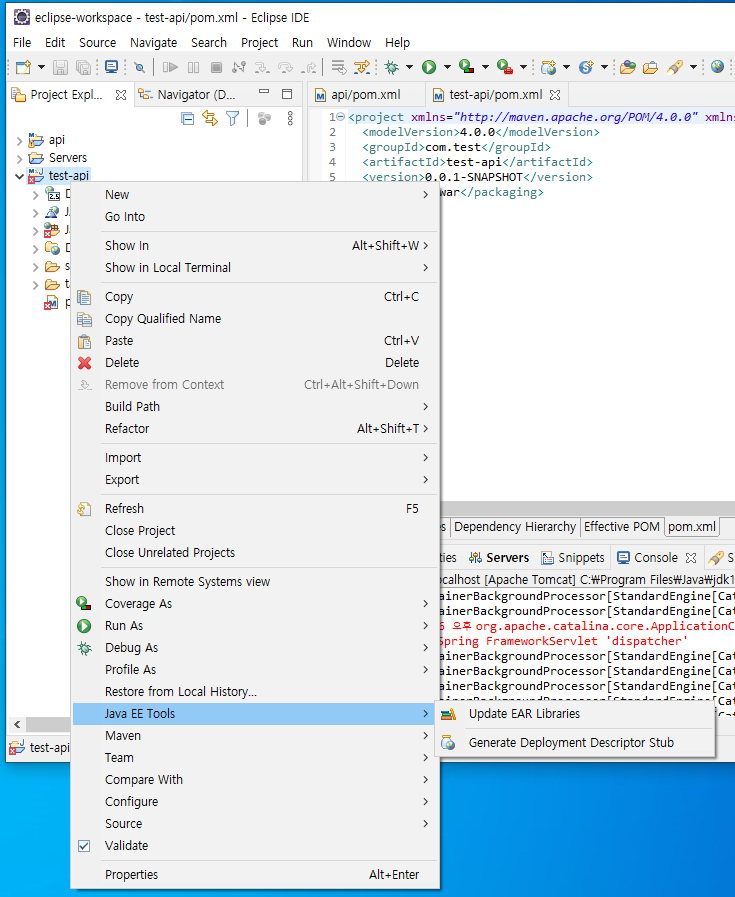 eclipse-workspace - test-api/pom.xml - Eclipse IDE
File Edit Source Navigate Search Project Run Window Help
Project Expl... Navigator (D...
api/pom.xml test-api/pom.xml
api
Servers
test-api
1 <project xmlns="http://maven.apache.org/POM/4.0.0" xmlns
2 <modelVersion>4.0.0</modelVersion>
3 <groupId>com.test</groupId>
4 <artifactId>test-api</artifactId>
5 <version>0.0.1-SNAPSHOT</version>
war</packaging>
New
Go Into
Show In Alt+Shift+W
Show in Local Terminal
Copy Ctrl+C
Copy Qualified Name
Paste Ctrl+V
Delete Delete
Remove from Context Ctrl+Alt+Shift+Down
Build Path
Refactor Alt+Shift+T
Import
Export
Refresh F5
Close Project
Close Unrelated Projects
Show in Remote Systems view
Coverage As
Run As
Debug As
Profile As
Restore from Local History...
Java EE Tools
Maven
Team
Compare With
Configure
Source
Validate
Properties Alt+Enter
Update EAR Libraries
Generate Deployment Descriptor Stub
Dependency Hierarchy Effective POM pom.xml
ties Servers Snippets Console S
ocalhost [Apache Tomcat] C:₩Program Files₩Java₩jdk1
ainerBackgroundProcessor[StandardEngine[Cat
ainerBackgroundProcessor[StandardEngine[Cat
오후 org.apache.catalina.core.ApplicationC
Spring FrameworkServlet 'dispatcher'
ainerBackgroundProcessor[StandardEngine[Cat
ainerBackgroundProcessor[StandardEngine[Cat
ainerBackgroundProcessor[StandardEngine[Cat
ainerBackgroundProcessor[StandardEngine[Cat
test-api